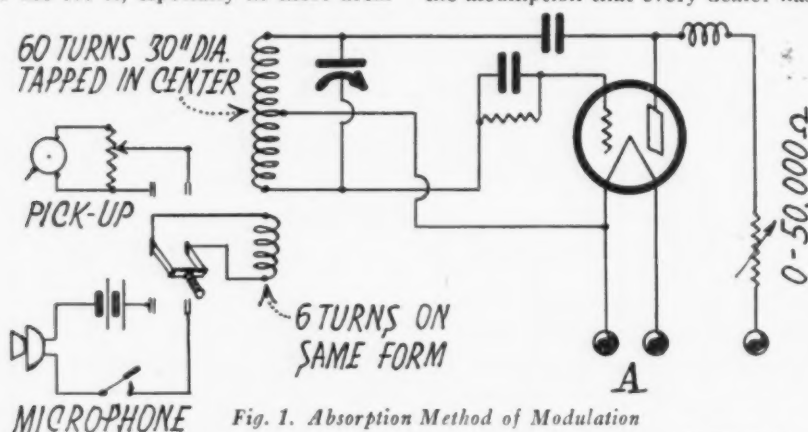 60 TURNS 30" DIA.
TAPPED IN CENTER
PICK-UP
6 TURNS ON
SAME FORM
MICROPHONE
0-50,000Ω
A
Fig. 1. Absorption Method of Modulation